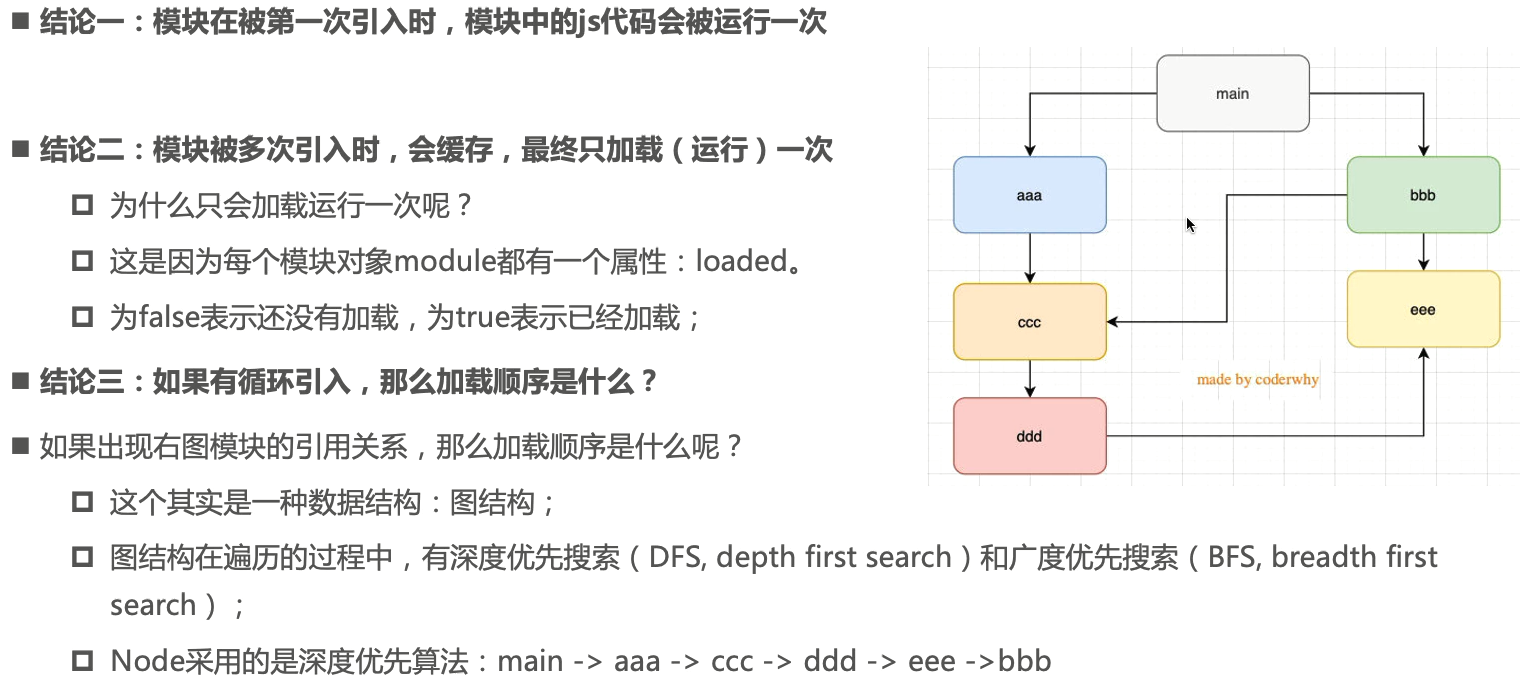 结论一：模块在被第一次引入时，模块中的js代码会被运行一次
结论二：模块被多次引入时，会缓存，最终只加载（运行）一次
为什么只会加载运行一次呢？
这是因为每个模块对象module都有一个属性：loaded。
为false表示还没有加载，为true表示已经加载；
结论三：如果有循环引入，那么加载顺序是什么？
如果出现右图模块的引用关系，那么加载顺序是什么呢？
这个其实是一种数据结构：图结构；
图结构在遍历的过程中，有深度优先搜索（DFS, depth first search）和广度优先搜索（BFS, breadth first
search）；
Node采用的是深度优先算法：main -> aaa -> ccc -> ddd -> eee ->bbb
main
aaa
bbb
ccc
eee
made by coderwhy
ddd